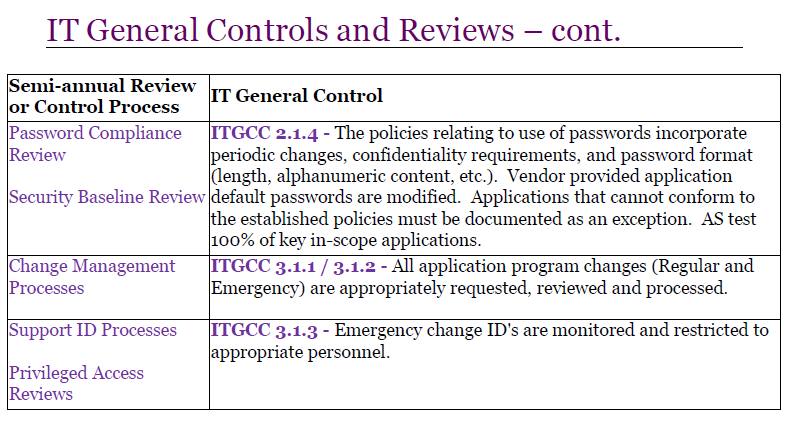 IT General Controls and Reviews – cont.
Semi-annual Review
or Control Process
IT General Control
Password Compliance
Review
Security Baseline Review
ITGCC 2.1.4 - The policies relating to use of passwords incorporate
periodic changes, confidentiality requirements, and password format
(length, alphanumeric content, etc.).  Vendor provided application
default passwords are modified.  Applications that cannot conform to
the established policies must be documented as an exception.  AS test
100% of key in-scope applications.
Change Management
Processes
ITGCC 3.1.1 / 3.1.2 - All application program changes (Regular and
Emergency) are appropriately requested, reviewed and processed.
Support ID Processes
Privileged Access
Reviews
ITGCC 3.1.3 - Emergency change ID's are monitored and restricted to
appropriate personnel.